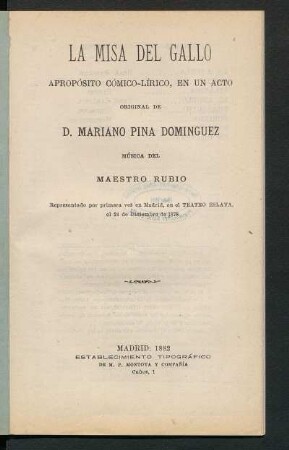 LA MISA DEL GALLO
APROPÓSITO CÓMICO-LÍRICO, EN UN ACTO
ORIGINAL DE
D. MARIANO PINA DOMINGUEZ
MÚSICA DEL
MAESTRO RUBIO
Representado por primera vez en Madrid, en el TEATRO ESLAVA,
el 24 de Diciembre de 1876
MADRID: 1882
ESTABLECIMIENTO TIPOGRÁFICO
DE M. P. MONTOYA Y COMPAÑÍA
Caños, 1